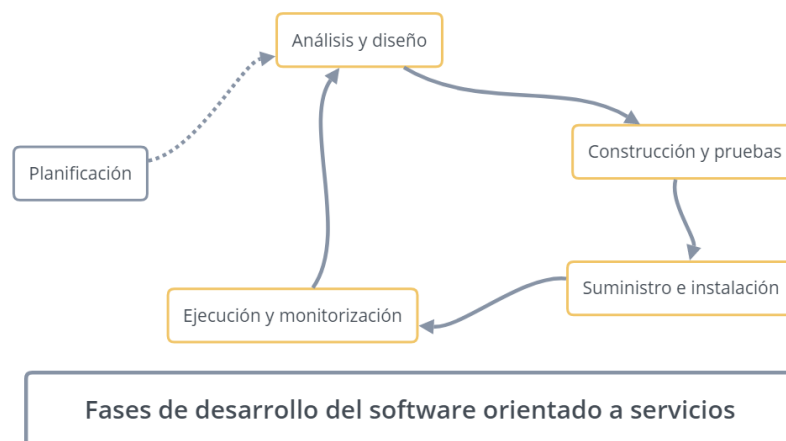 Análisis y diseño
Construcción y pruebas
Planificación
Suministro e instalación
Ejecución y monitorización
Fases de desarrollo del software orientado a servicios